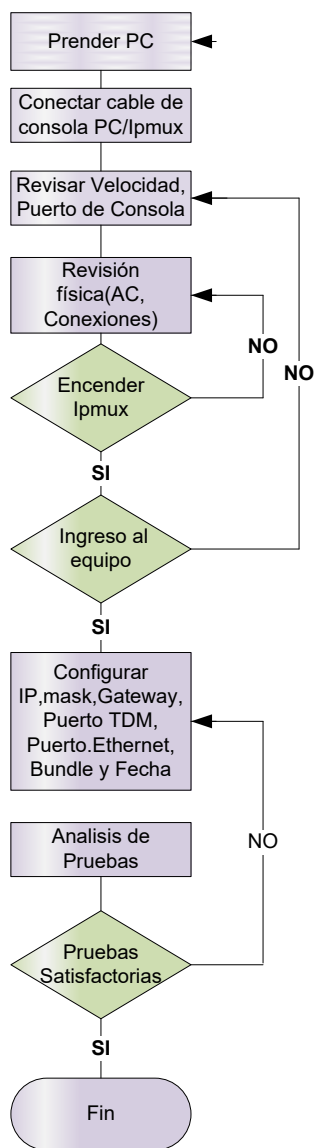 Prender PC
Conectar cable de
consola PC/Ipmux
Revisar Velocidad,
Puerto de Consola
Revisión
física(AC,
Conexiones)
NO
NO
Encender
Ipmux
SI
Ingreso al
equipo
SI
Configurar
IP,mask,Gateway,
Puerto TDM,
Puerto.Ethernet,
Bundle y Fecha
Analisis de
Pruebas
NO
Pruebas
Satisfactorias
SI
Fin